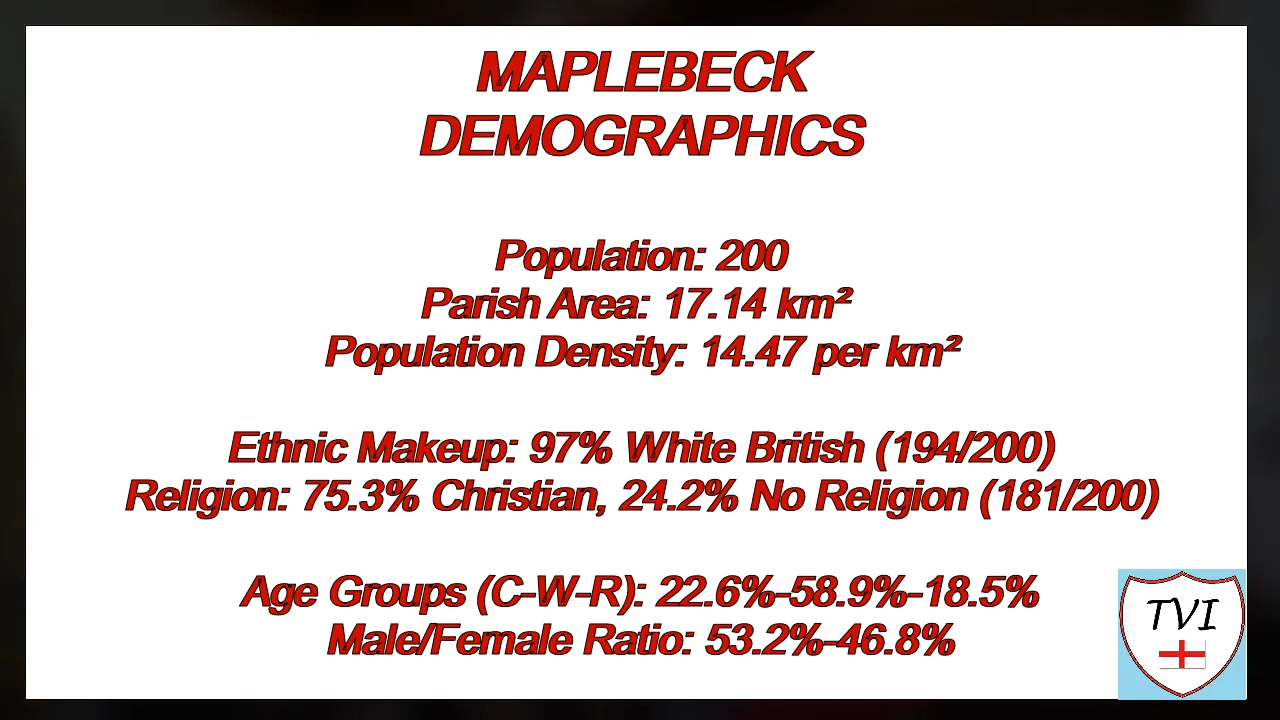 MAPLEBECK
DEMOGRAPHICS
Population: 200
Parish Area: 17.14 km²
Population Density: 14.47 per km²
Ethnic Makeup: 97% White British (194/200)
Religion: 75.3% Christian, 24.2% No Religion (181/200)
Age Groups (C-W-R): 22.6%-58.9%-18.5%
Male/Female Ratio: 53.2%-46.8%
TVI